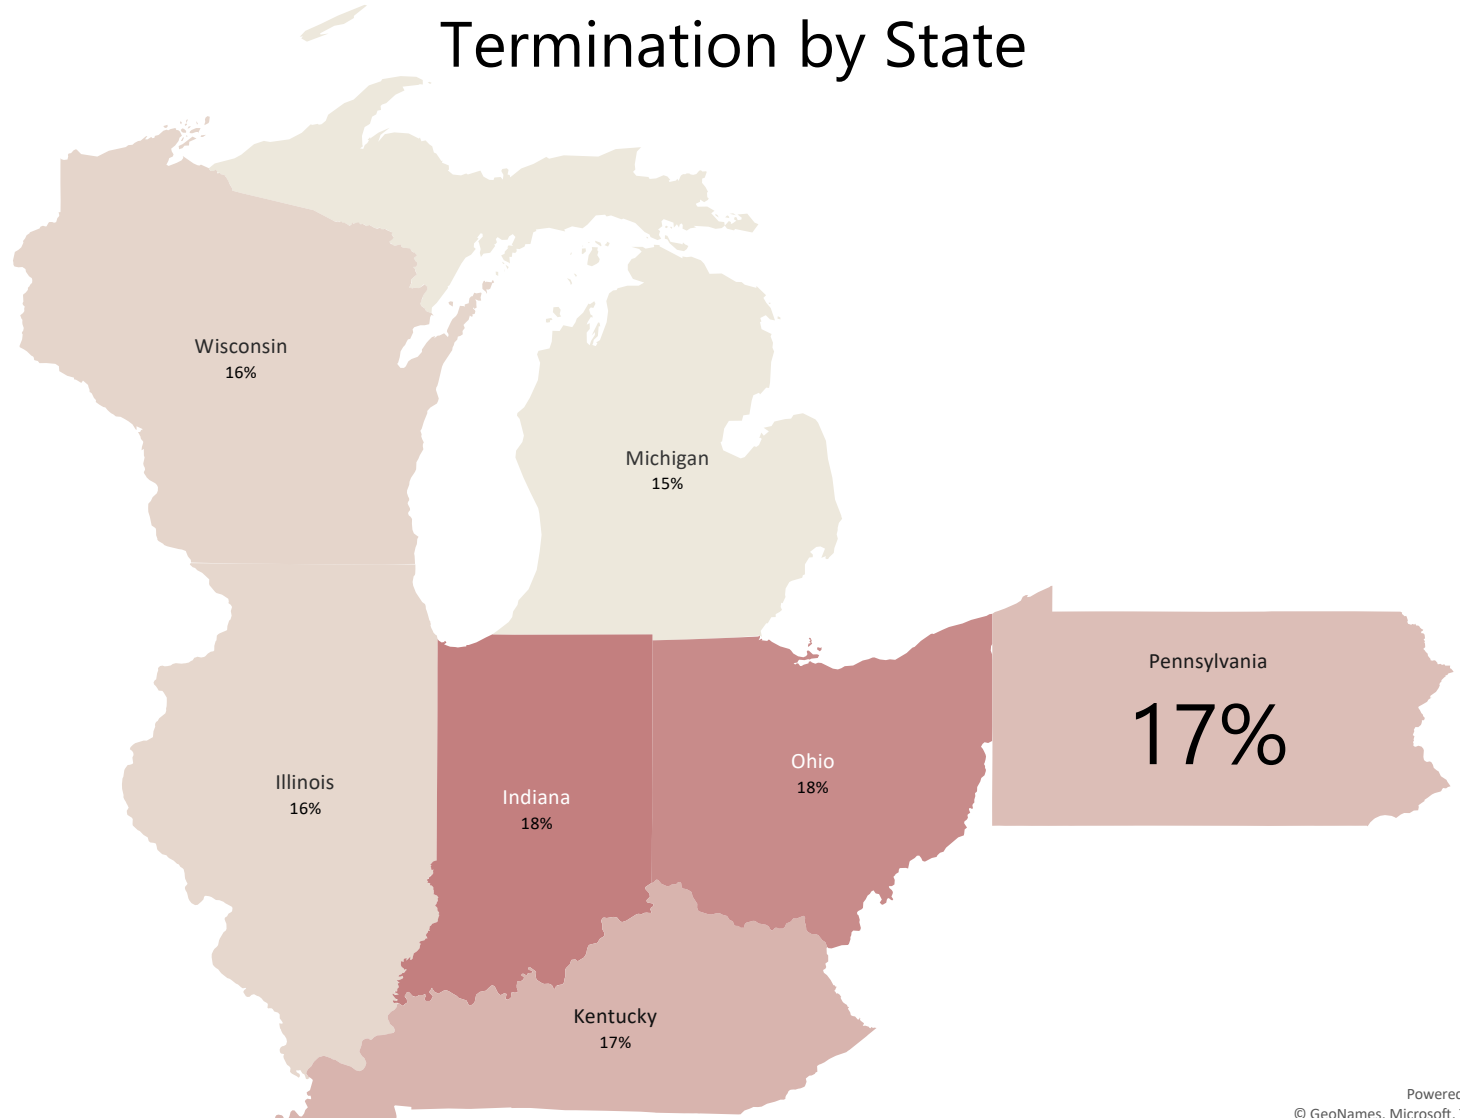 Termination by State
Wisconsin
16%
Michigan
15%
Pennsylvania
17%
Ohio
18%
Illinois
16%
Indiana
18%
Kentucky
17%
Powered
© GeoNames, Microsoft,